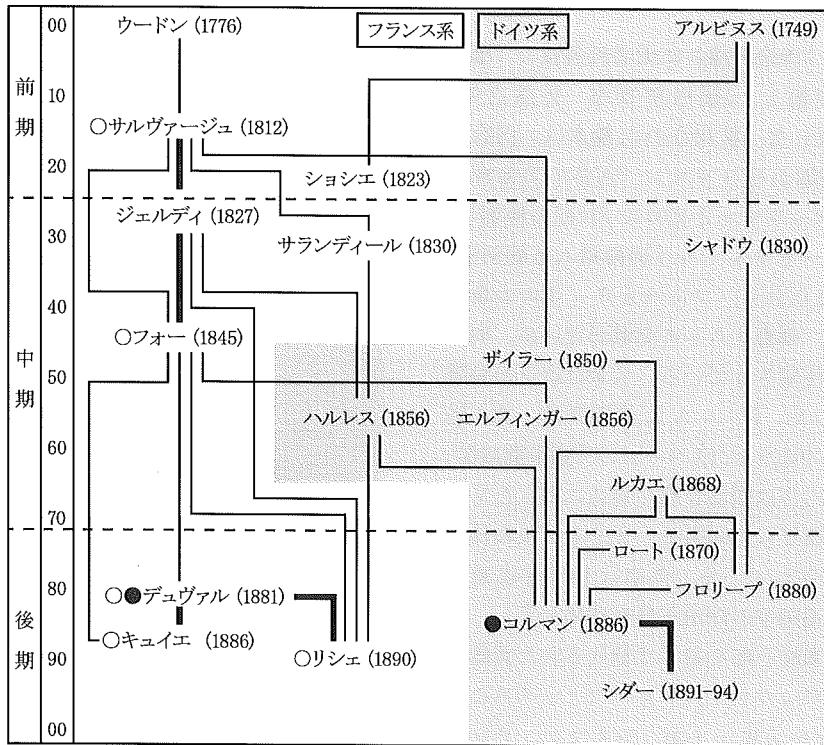 00 ウードン (1776) フランス系 ドイツ系 アルビヌス (1749)
前期
10
○サルヴァージュ (1812)
20 ショシエ (1823)
ジェルディ (1827)
30 サランディール (1830) シャドウ (1830)
中期
40
○フォー (1845)
ザイラー (1850)
50
ハルレス (1856) エルフィンガー (1856)
60
ルカエ (1868)
70
ロート (1870)
後期
80 ○●デュヴァル (1881) フロリープ (1880)
○キュイエ (1886) ●コルマン (1886)
90 ○リシェ (1890)
シダー (1891-94)
00